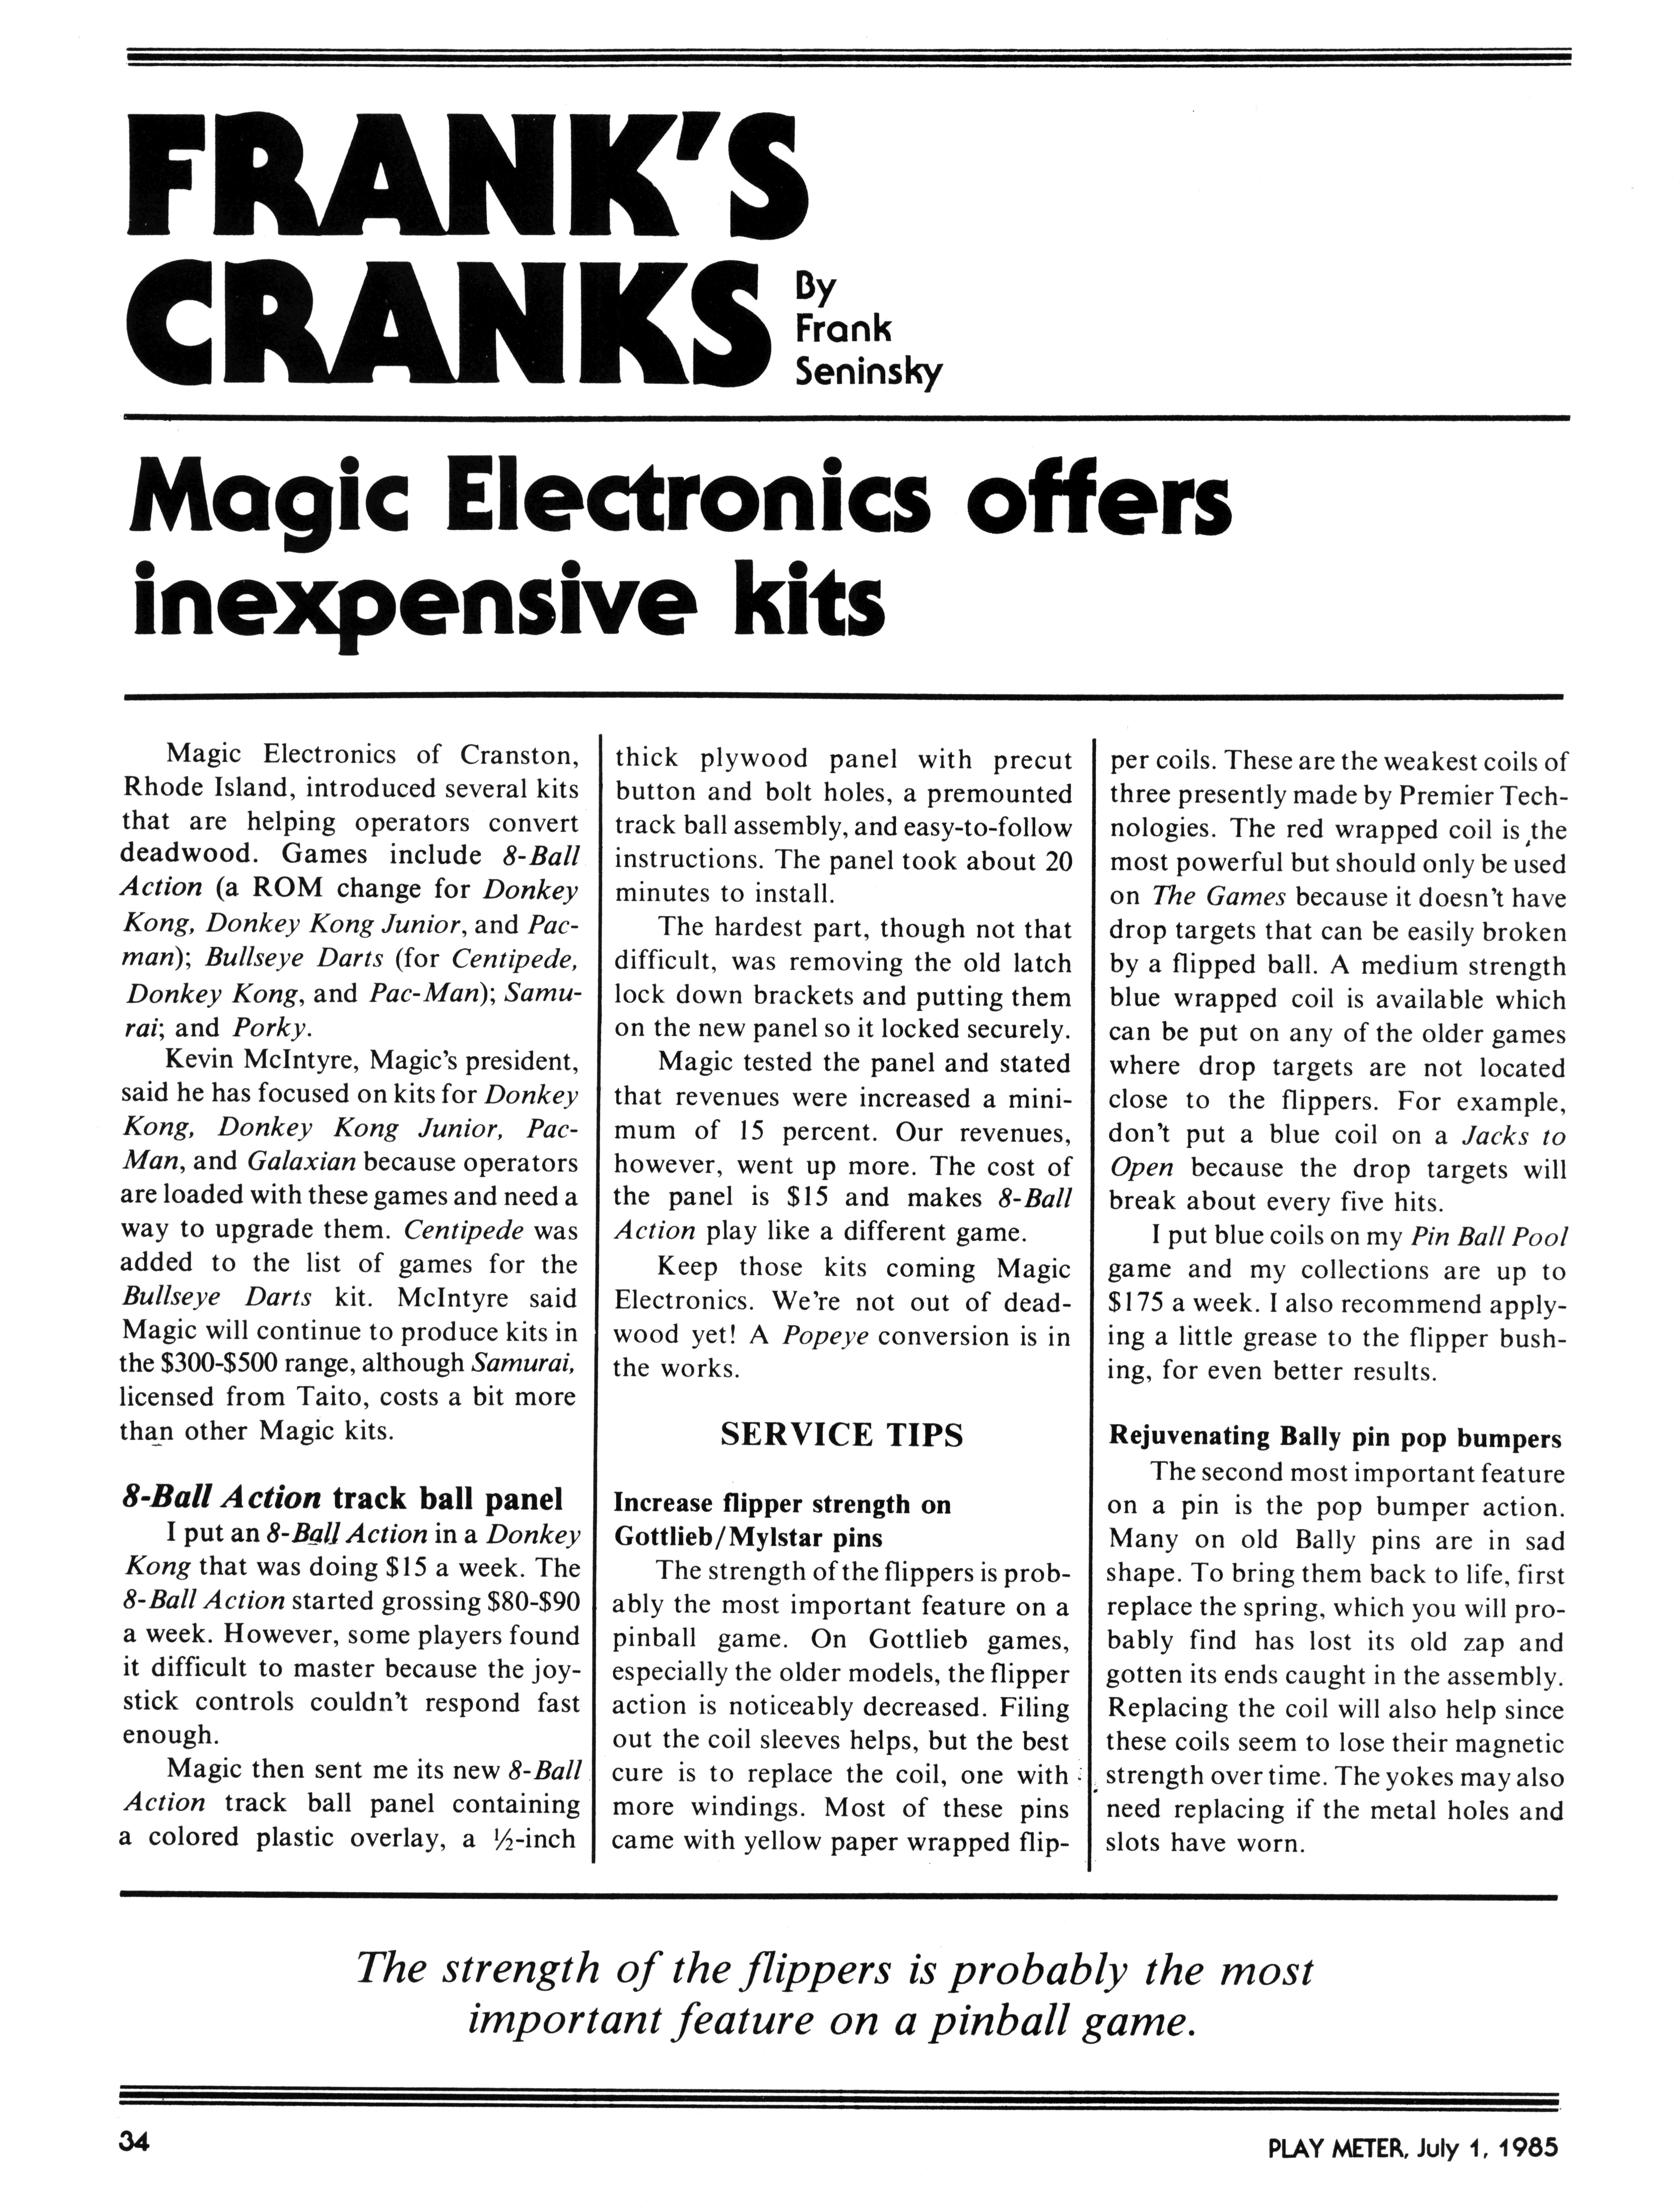 FRANK'S
CRANKS
By
Frank
Seninsky
Magic Electronics offers
inexpensive kits
Magic Electronics of Cranston,
Rhode Island, introduced several kits
that are helping operators convert
deadwood. Games include 8-Ball
Action (a ROM change for Donkey
Kong, Donkey Kong Junior, and Pac-
man); Bullseye Darts (for Centipede,
Donkey Kong, and Pac-Man); Samu-
rai; and Porky.
Kevin McIntyre, Magic's president,
said he has focused on kits for Donkey
Kong, Donkey Kong Junior, Pac-
Man, and Galaxian because operators
are loaded with these games and need a
way to upgrade them. Centipede was
added to the list of games for the
Bullseye Darts kit. McIntyre said
Magic will continue to produce kits in
the $300-$500 range, although Samurai,
licensed from Taito, costs a bit more
than other Magic kits.
8-Ball Action track ball panel
I put an 8-Ball Action in a Donkey
Kong that was doing $15 a week. The
8-Ball Action started grossing $80-$90
a week. However, some players found
it difficult to master because the joy-
stick controls couldn't respond fast
enough.
Magic then sent me its new 8-Ball
Action track ball panel containing
a colored plastic overlay, a ½-inch
thick plywood panel with precut
button and bolt holes, a premounted
track ball assembly, and easy-to-follow
instructions. The panel took about 20
minutes to install.
The hardest part, though not that
difficult, was removing the old latch
lock down brackets and putting them
on the new panel so it locked securely.
Magic tested the panel and stated
that revenues were increased a mini-
mum of 15 percent. Our revenues,
however, went up more. The cost of
the panel is $15 and makes 8-Ball
Action play like a different game.
Keep those kits coming Magic
Electronics. We're not out of dead-
wood yet! A Popeye conversion is in
the works.
SERVICE TIPS
Increase flipper strength on
Gottlieb/Mylstar pins
The strength of the flippers is prob-
ably the most important feature on a
pinball game. On Gottlieb games,
especially the older models, the flipper
action is noticeably decreased. Filing
out the coil sleeves helps, but the best
cure is to replace the coil, one with
more windings. Most of these pins
came with yellow paper wrapped flip-
per coils. These are the weakest coils of
three presently made by Premier Tech-
nologies. The red wrapped coil is the
most powerful but should only be used
on The Games because it doesn't have
drop targets that can be easily broken
by a flipped ball. A medium strength
blue wrapped coil is available which
can be put on any of the older games
where drop targets are not located
close to the flippers. For example,
don't put a blue coil on a Jacks to
Open because the drop targets will
break about every five hits.
I put blue coils on my Pin Ball Pool
game and my collections are up to
$175 a week. I also recommend apply-
ing a little grease to the flipper bush-
ing, for even better results.
Rejuvenating Bally pin pop bumpers
The second most important feature
on a pin is the pop bumper action.
Many on old Bally pins are in sad
shape. To bring them back to life, first
replace the spring, which you will pro-
bably find has lost its old zap and
gotten its ends caught in the assembly.
Replacing the coil will also help since
these coils seem to lose their magnetic
strength over time. The yokes may also
need replacing if the metal holes and
slots have worn.
The strength of the flippers is probably the most
important feature on a pinball game.
34
PLAY METER, July 1, 1985